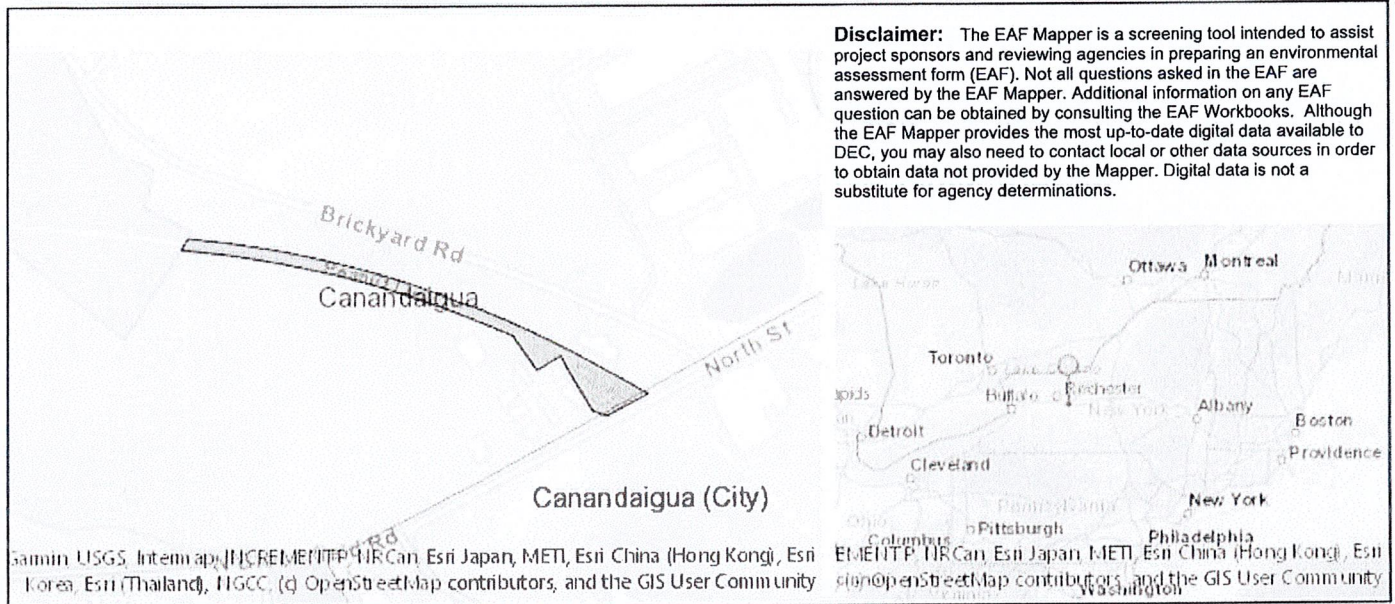 Disclaimer: The EAF Mapper is a screening tool intended to assist
project sponsors and reviewing agencies in preparing an environmental
assessment form (EAF). Not all questions asked in the EAF are
answered by the EAF Mapper. Additional information on any EAF
question can be obtained by consulting the EAF Workbooks. Although
the EAF Mapper provides the most up-to-date digital data available to
DEC, you may also need to contact local or other data sources in order
to obtain data not provided by the Mapper. Digital data is not a
substitute for agency determinations.
Brickyard Rd
Canandaigua
North St
Canandaigua (City)
Rd
USGS, Intermap, INCREMENT P, NRCan, Esri Japan, METI, Esri China (Hong Kong), Esri
Korea, Esri (Thailand), NGCC, (c) OpenStreetMap contributors, and the GIS User Community
Ottawa
Montreal
Lake Huron
Toronto
Buffalo
Rochester
New York
Albany
Boston
Detroit
Providence
Cleveland
Pennsylvania
New York
Ohio
Pittsburgh
Columbus
Philadelphia
NRCan, Esri Japan, METI, Esri China (Hong Kong), Esri
OpenStreetMap contributors, and the GIS User Community
Washington